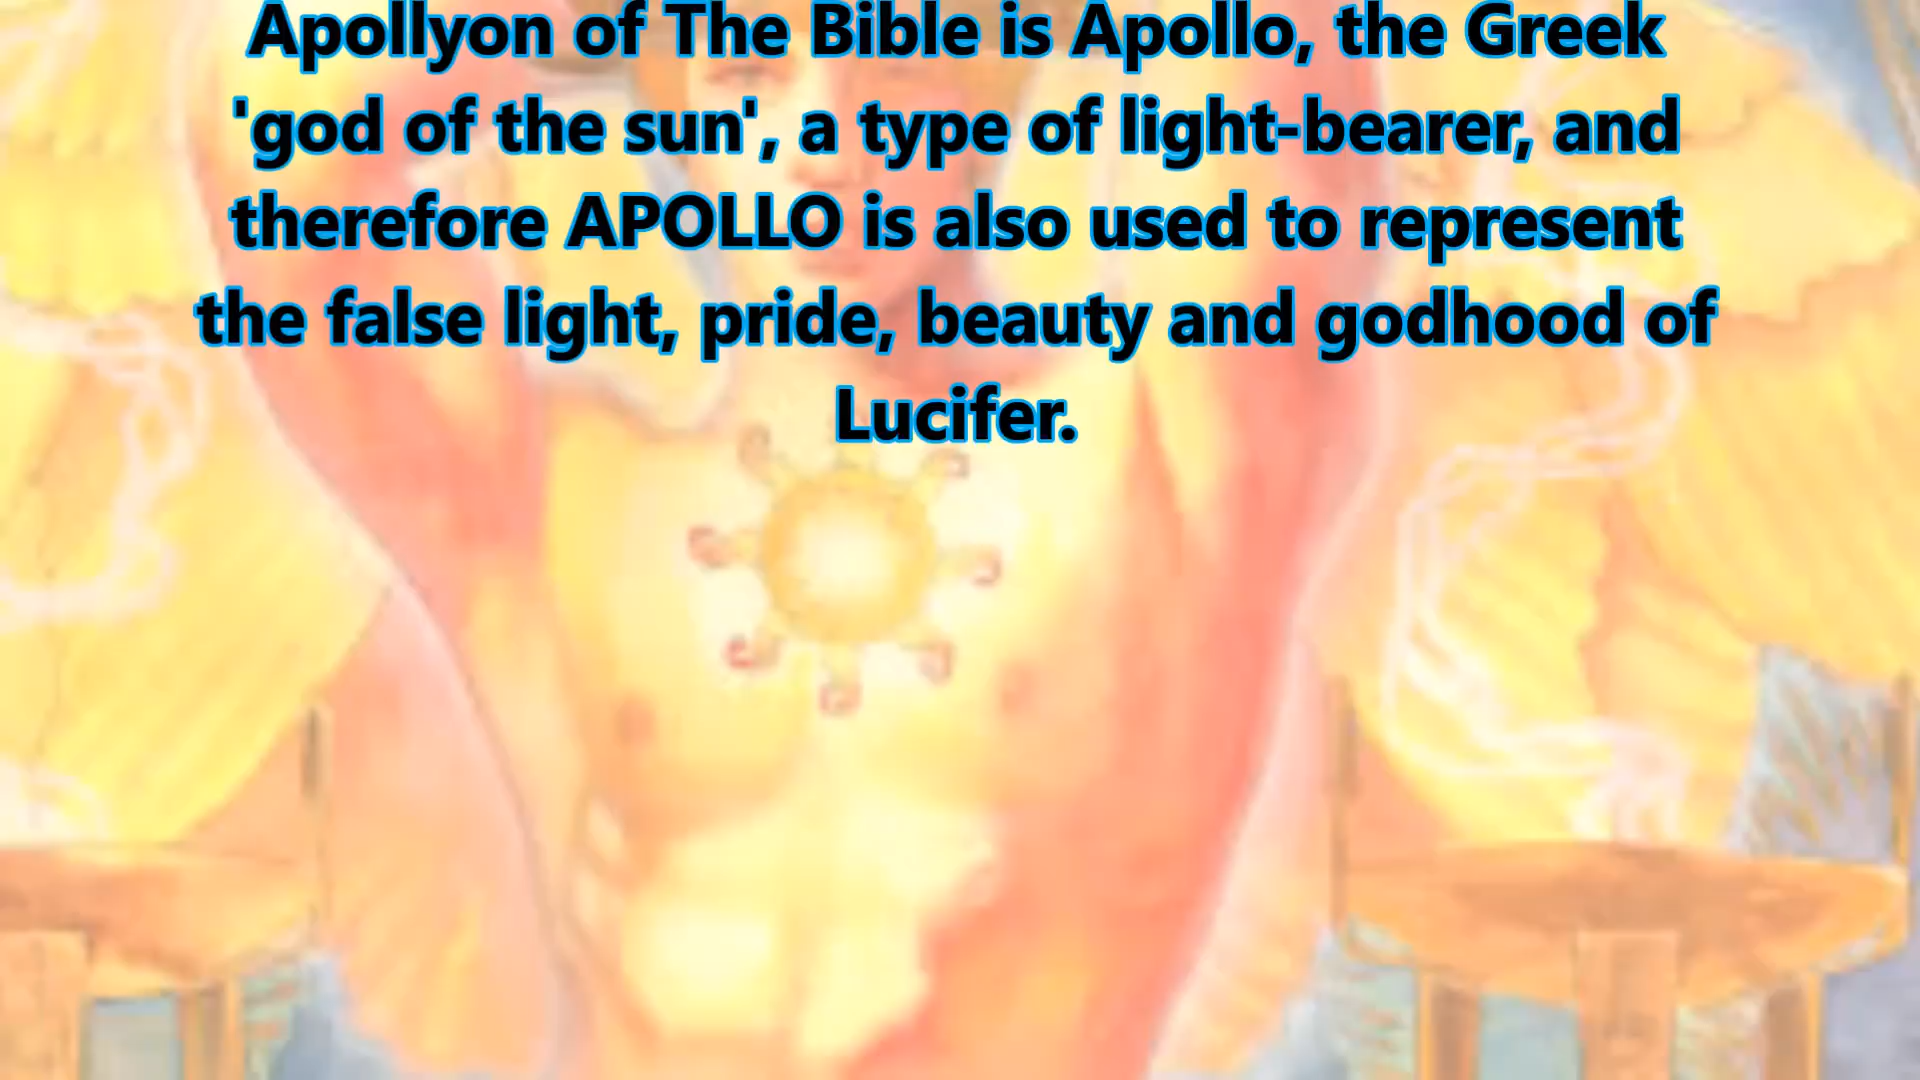 Apollyon of The Bible is Apollo, the Greek
'god of the sun', a type of light-bearer, and
therefore APOLLO is also used to represent
the false light, pride, beauty and godhood of
Lucifer.